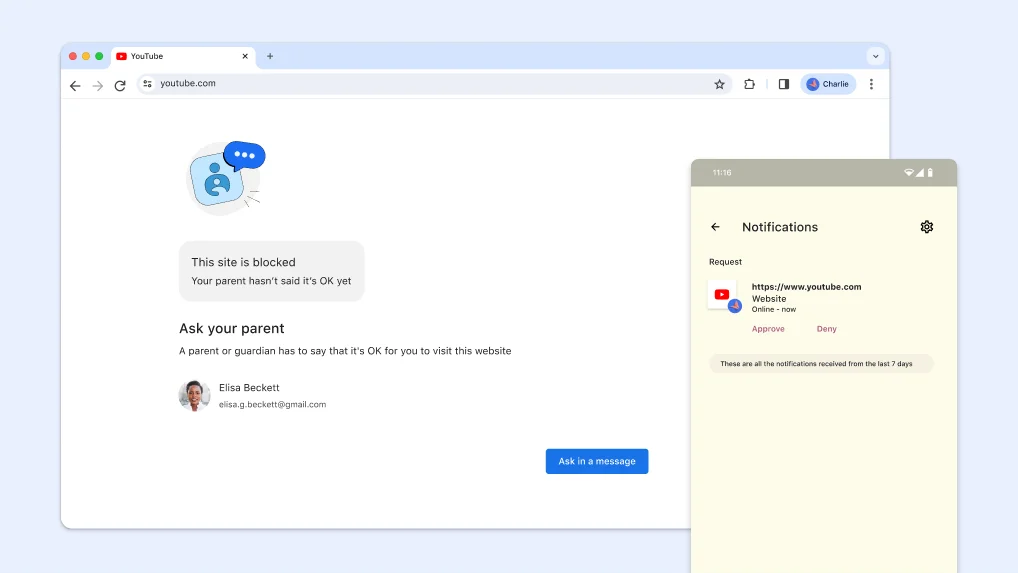 YouTube
youtube.com
Charlie
This site is blocked
Your parent hasn't said it's OK yet
Ask your parent
A parent or guardian has to say that it's OK for you to visit this website
Elisa Beckett
elisa.g.beckett@gmail.com
Ask in a message
11:16
Notifications
Request
https://www.youtube.com
Website
Online - now
Approve Deny
These are all the notifications received from the last 7 days